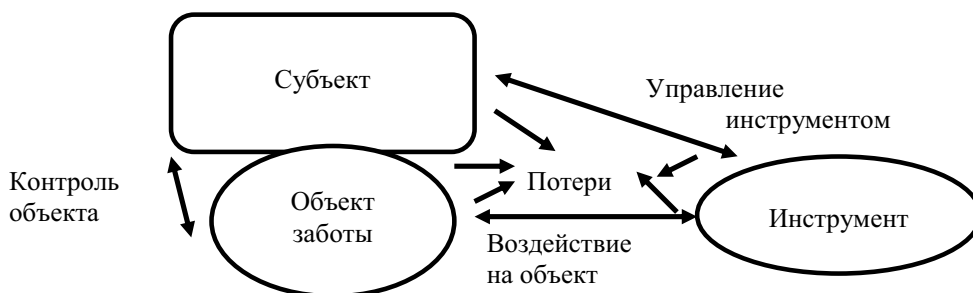 Субъект
Управление
инструментом
Контроль
объекта
Объект
заботы
Потери
Инструмент
Воздействие
на объект